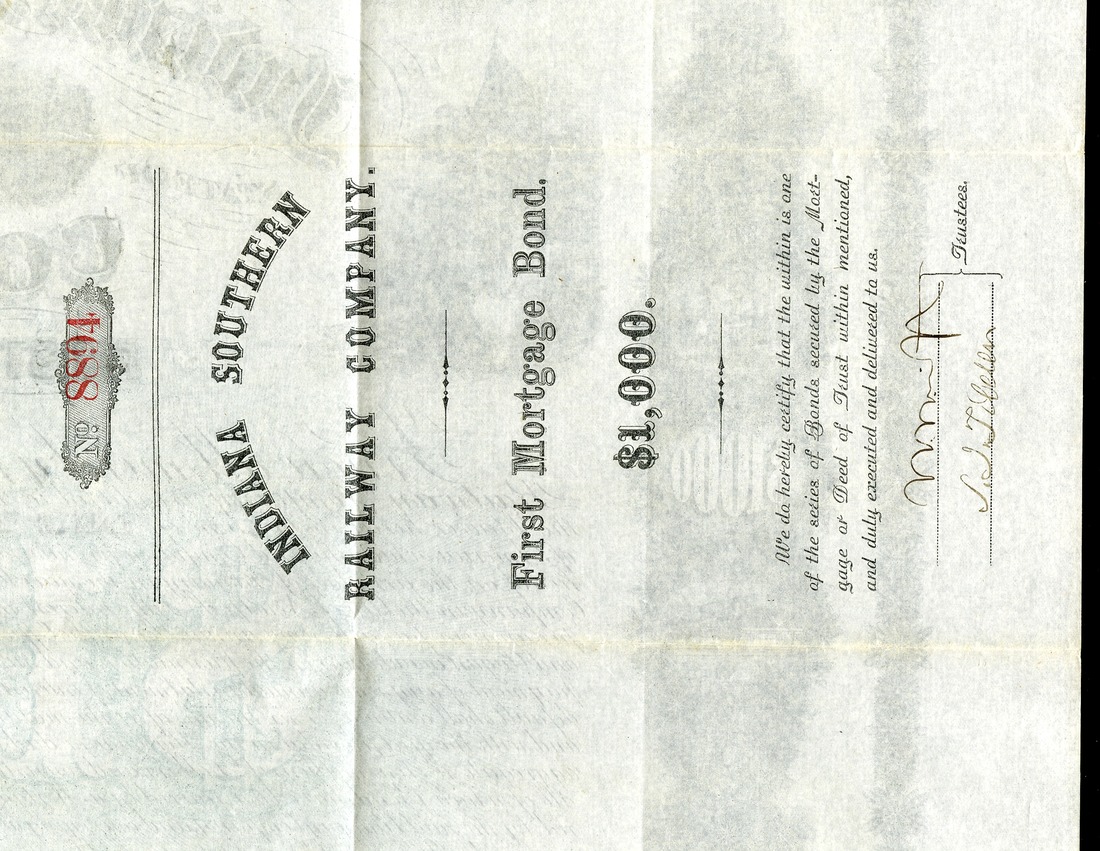 No. 8894
INDIANA SOUTHERN
RAILWAY COMPANY.
First Mortgage Bond.
$1,000.
We do hereby certify that the within is one
of the series of Bonds secured by the Mort-
gage or Deed of Trust within mentioned,
and duly executed and delivered to us.
Trustees.